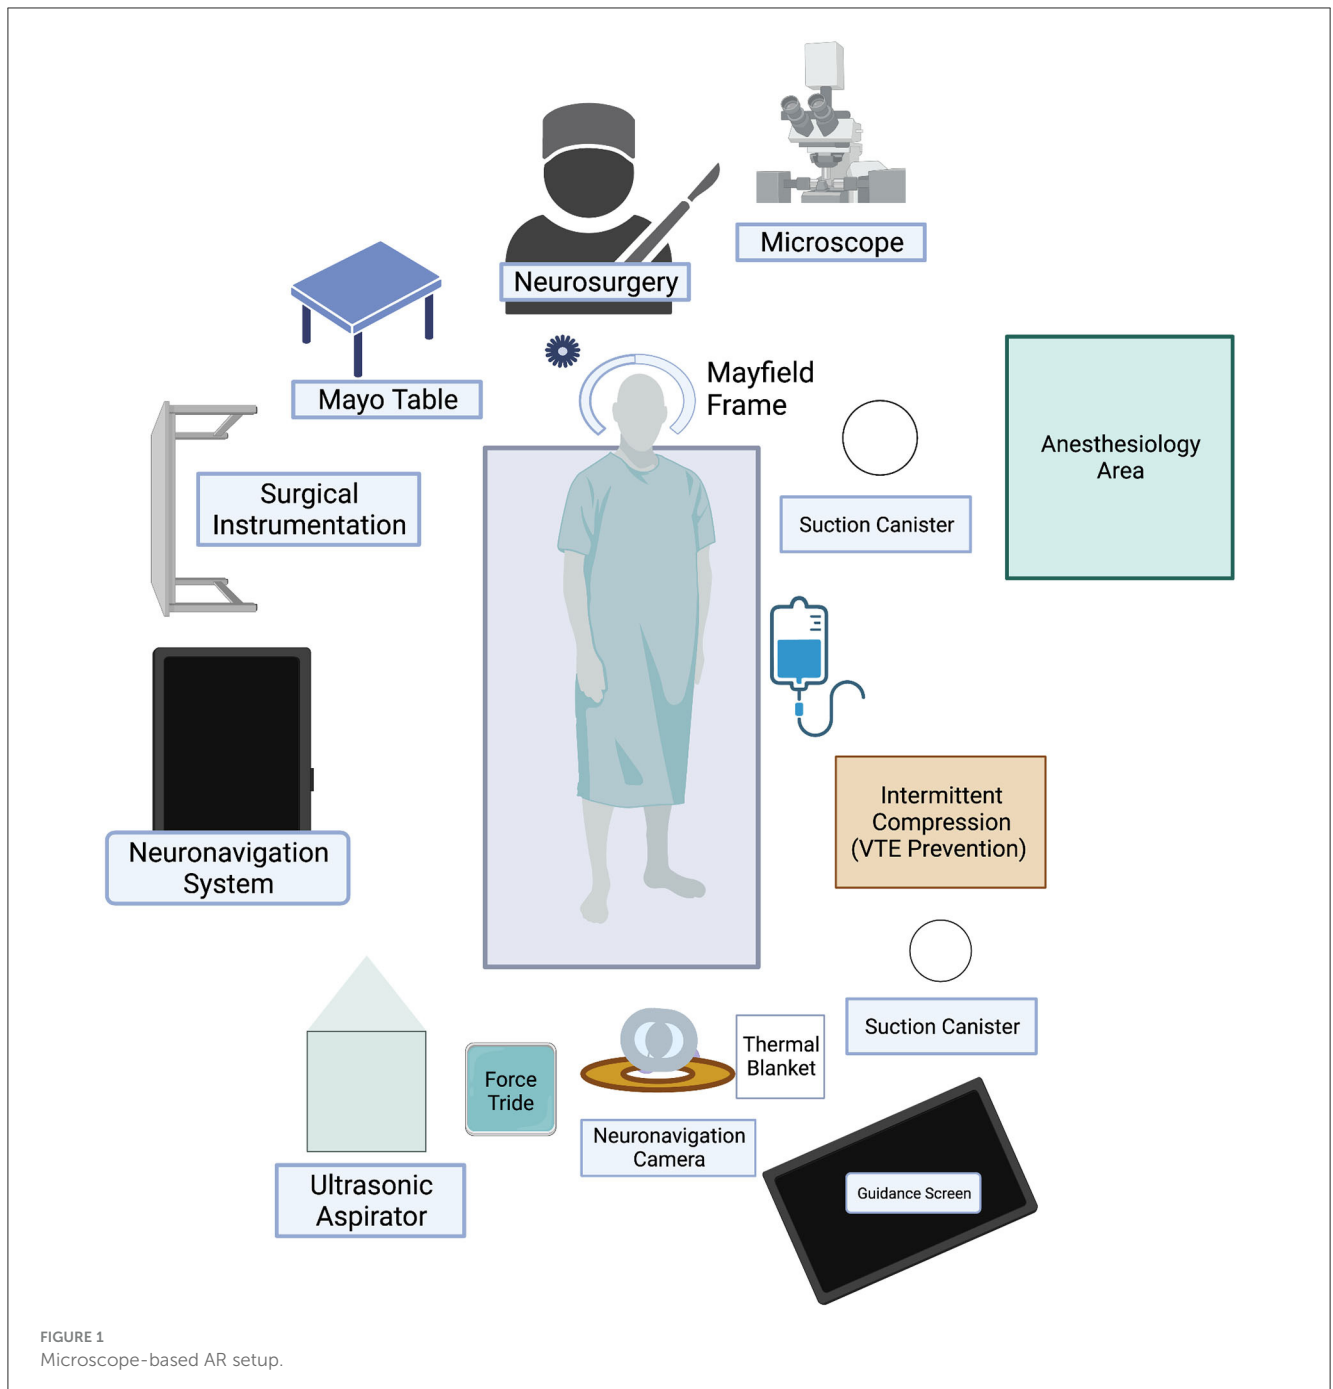 Microscope
Neurosurgery
Mayo Table
Mayfield
Frame
Surgical
Instrumentation
Suction Canister
Anesthesiology
Area
Neuronavigation
System
Intermittent
Compression
(VTE Prevention)
Suction Canister
Thermal
Blanket
Force
Tride
Neuronavigation
Camera
Ultrasonic
Aspirator
Guidance Screen
FIGURE 1
Microscope-based AR setup.